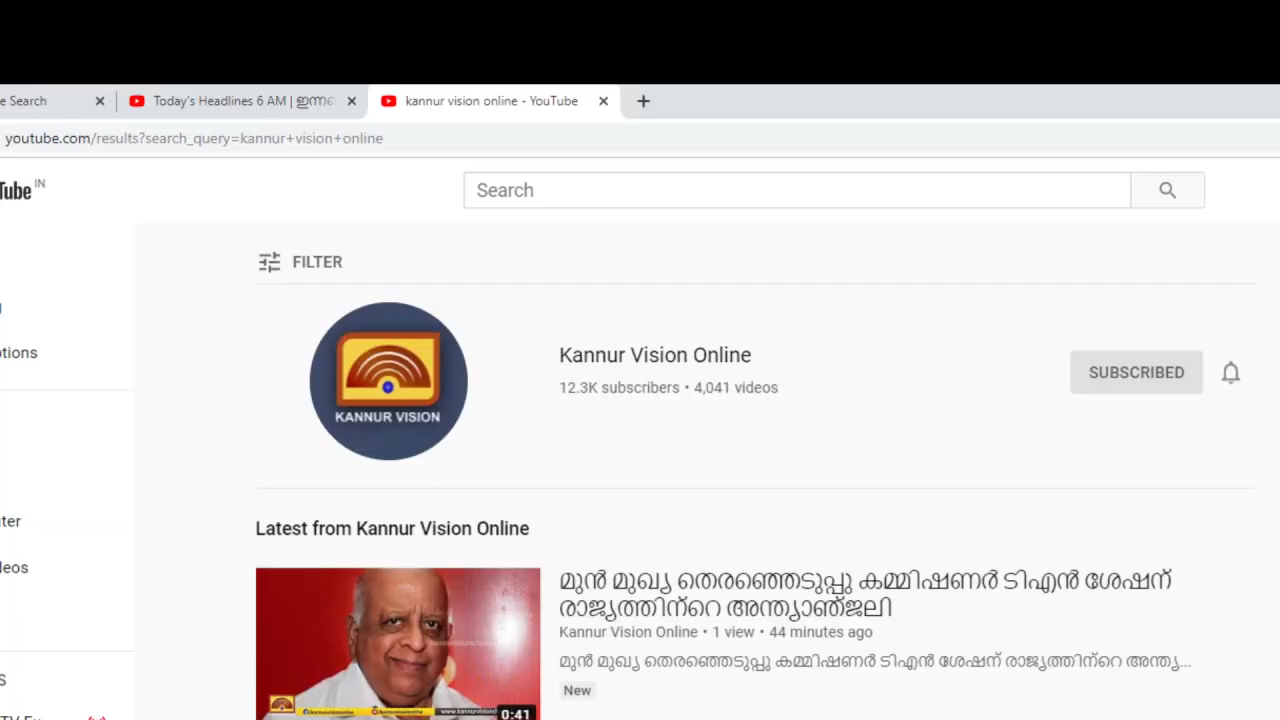 e Search
Today's Headlines 6 AM | ഇന്നത്
kannur vision online - YouTube
youtube.com/results?search_query=kannur+vision+online
Tube IN
Search
FILTER
KANNUR VISION
Kannur Vision Online
12.3K subscribers • 4,041 videos
SUBSCRIBED
ptions
Latest from Kannur Vision Online
മുൻ മുഖ്യ തെരഞ്ഞെടുപ്പു കമ്മിഷണർ ടിഎൻ ശേഷന്
രാജ്യത്തിന്റെ അന്ത്യാഞ്ജലി
Kannur Vision Online • 1 view • 44 minutes ago
മുൻ മുഖ്യ തെരഞ്ഞെടുപ്പു കമ്മിഷണർ ടിഎൻ ശേഷന് രാജ്യത്തിന്റെ അന്ത്യ...
New
0:41
ter
leos
S